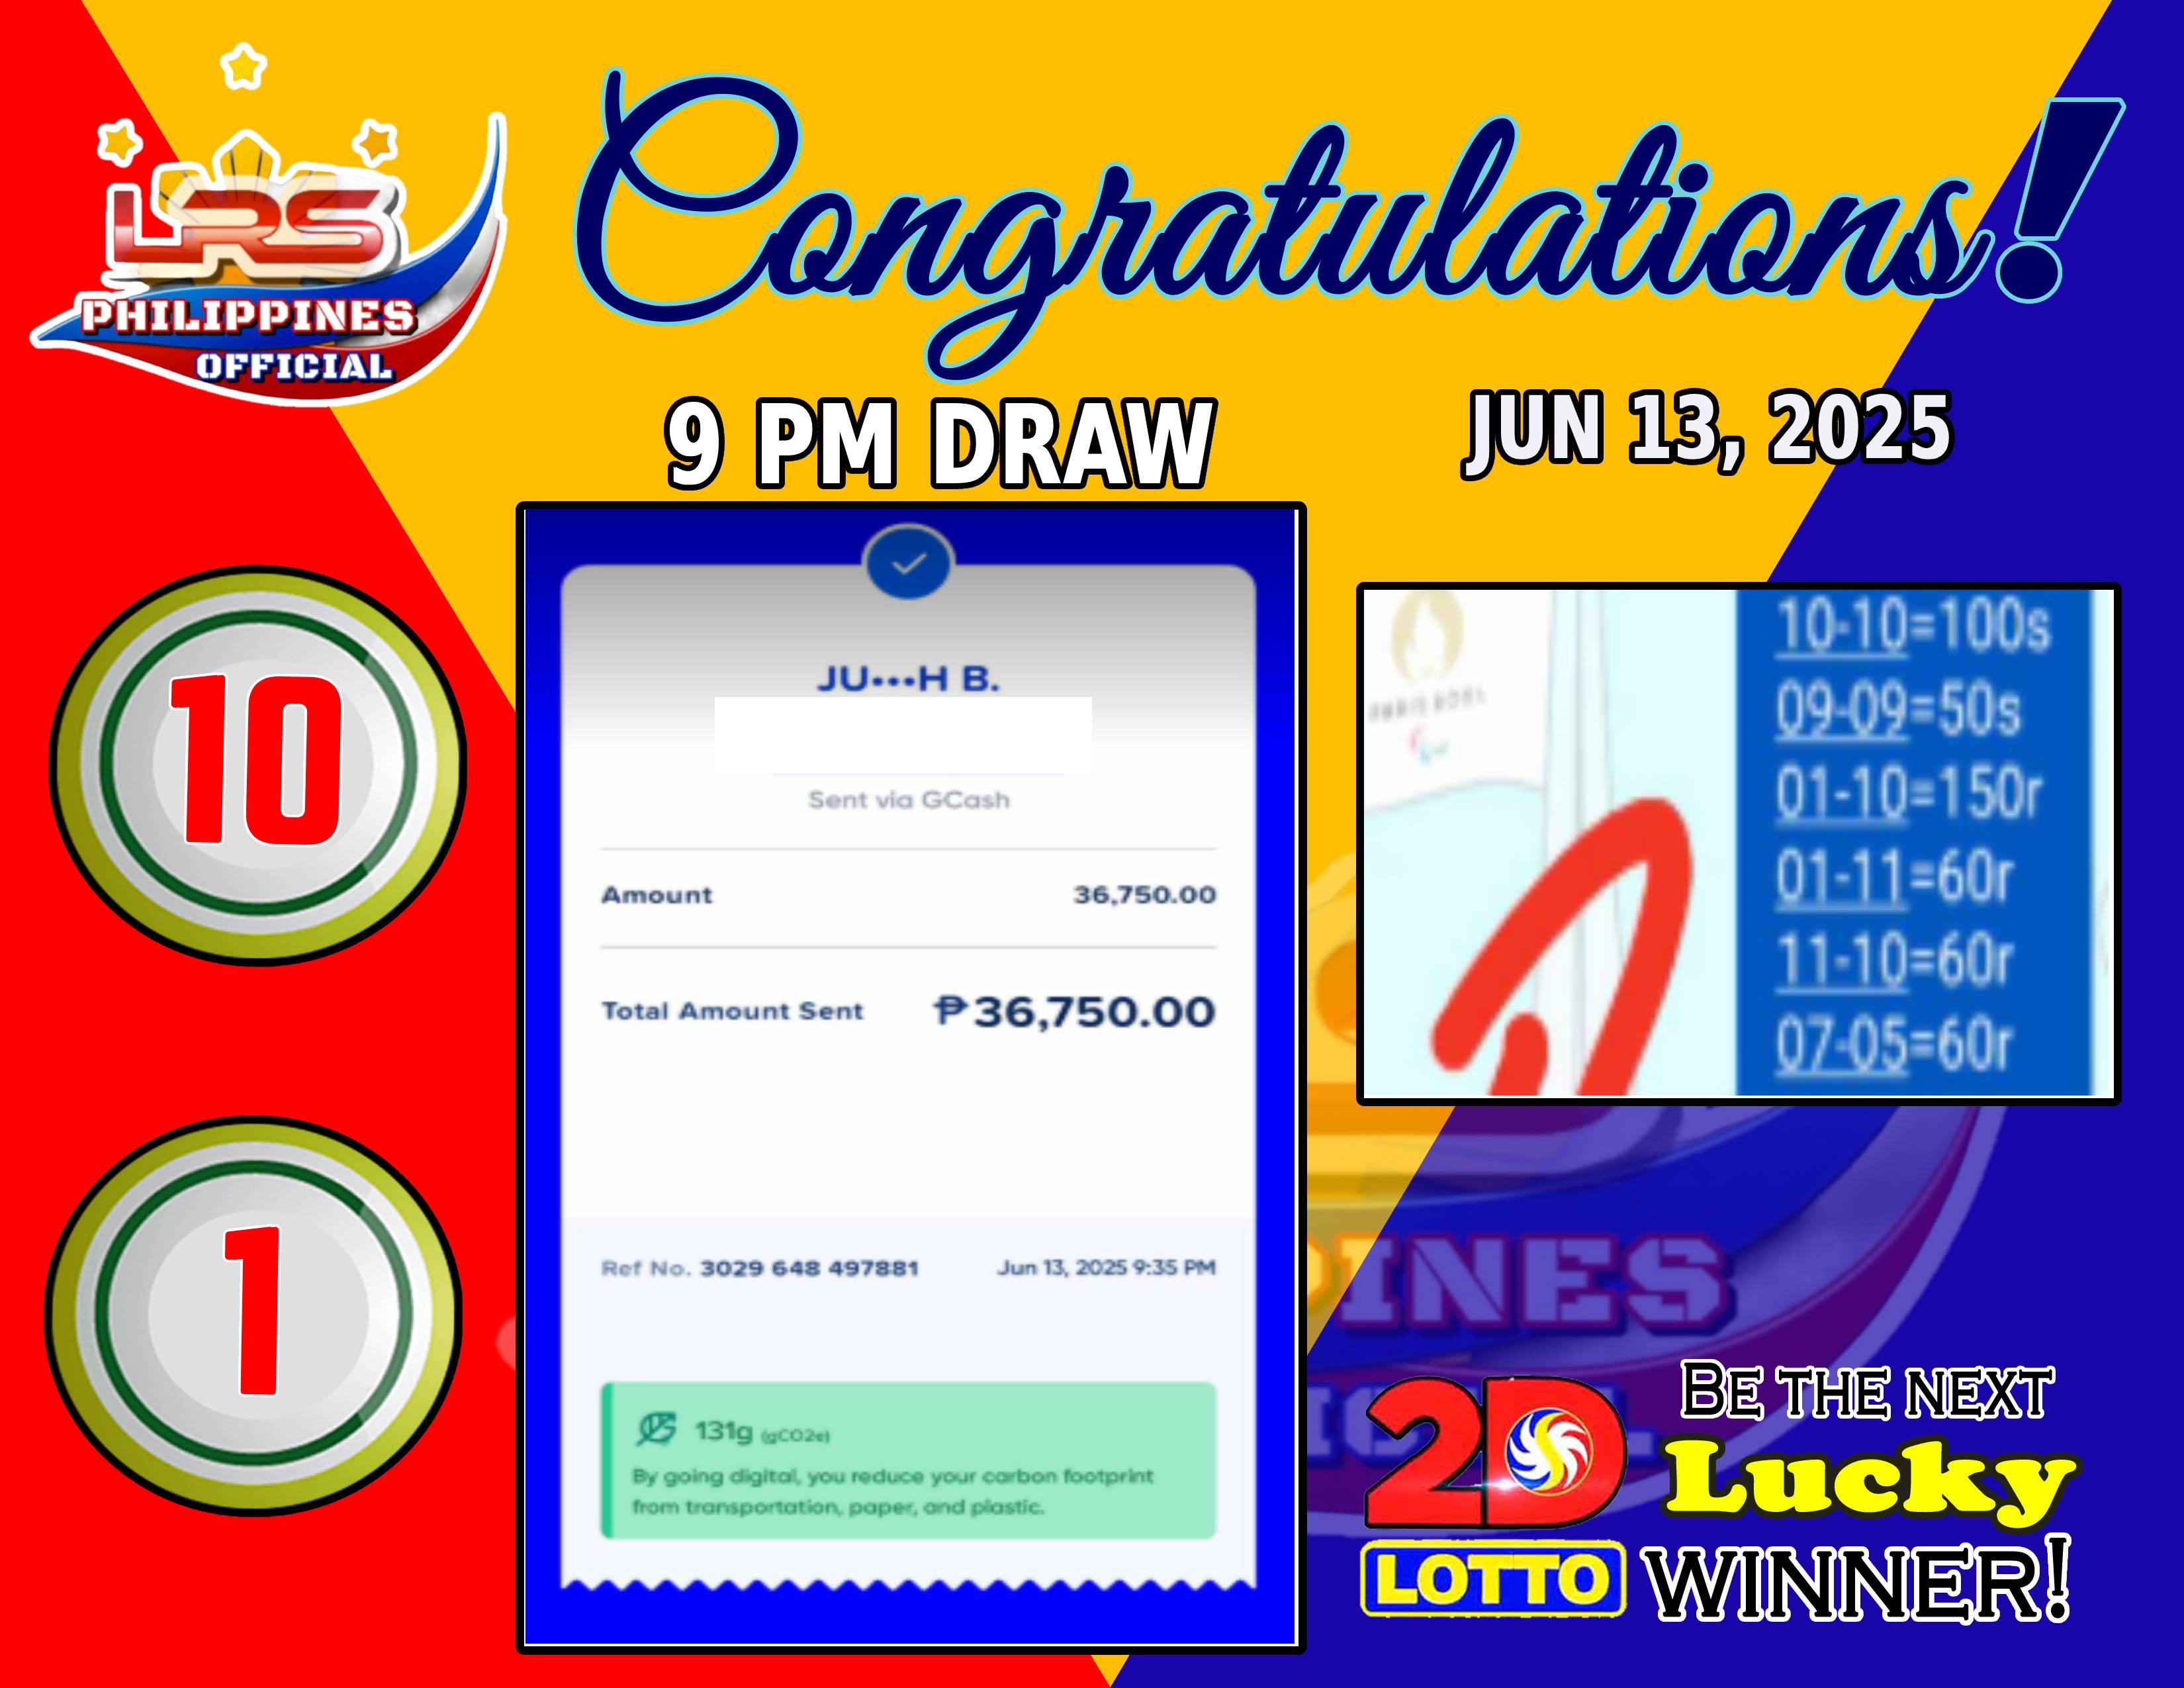 LRS
PHILIPPINES
OFFICIAL
Congratulations!
9 PM DRAW
JUN 13, 2025
10
1
JU•••H B.
Sent via GCash
Amount 36,750.00
Total Amount Sent ₱36,750.00
Ref No. 3029 648 497881 Jun 13, 2025 9:35 PM
131g (gCO2e)
By going digital, you reduce your carbon footprint
from transportation, paper, and plastic.
10-10=100s
09-09=50s
01-10=150r
01-11=60r
11-10=60r
07-05=60r
PINES
2D
LOTTO
BE THE NEXT
Lucky
WINNER!